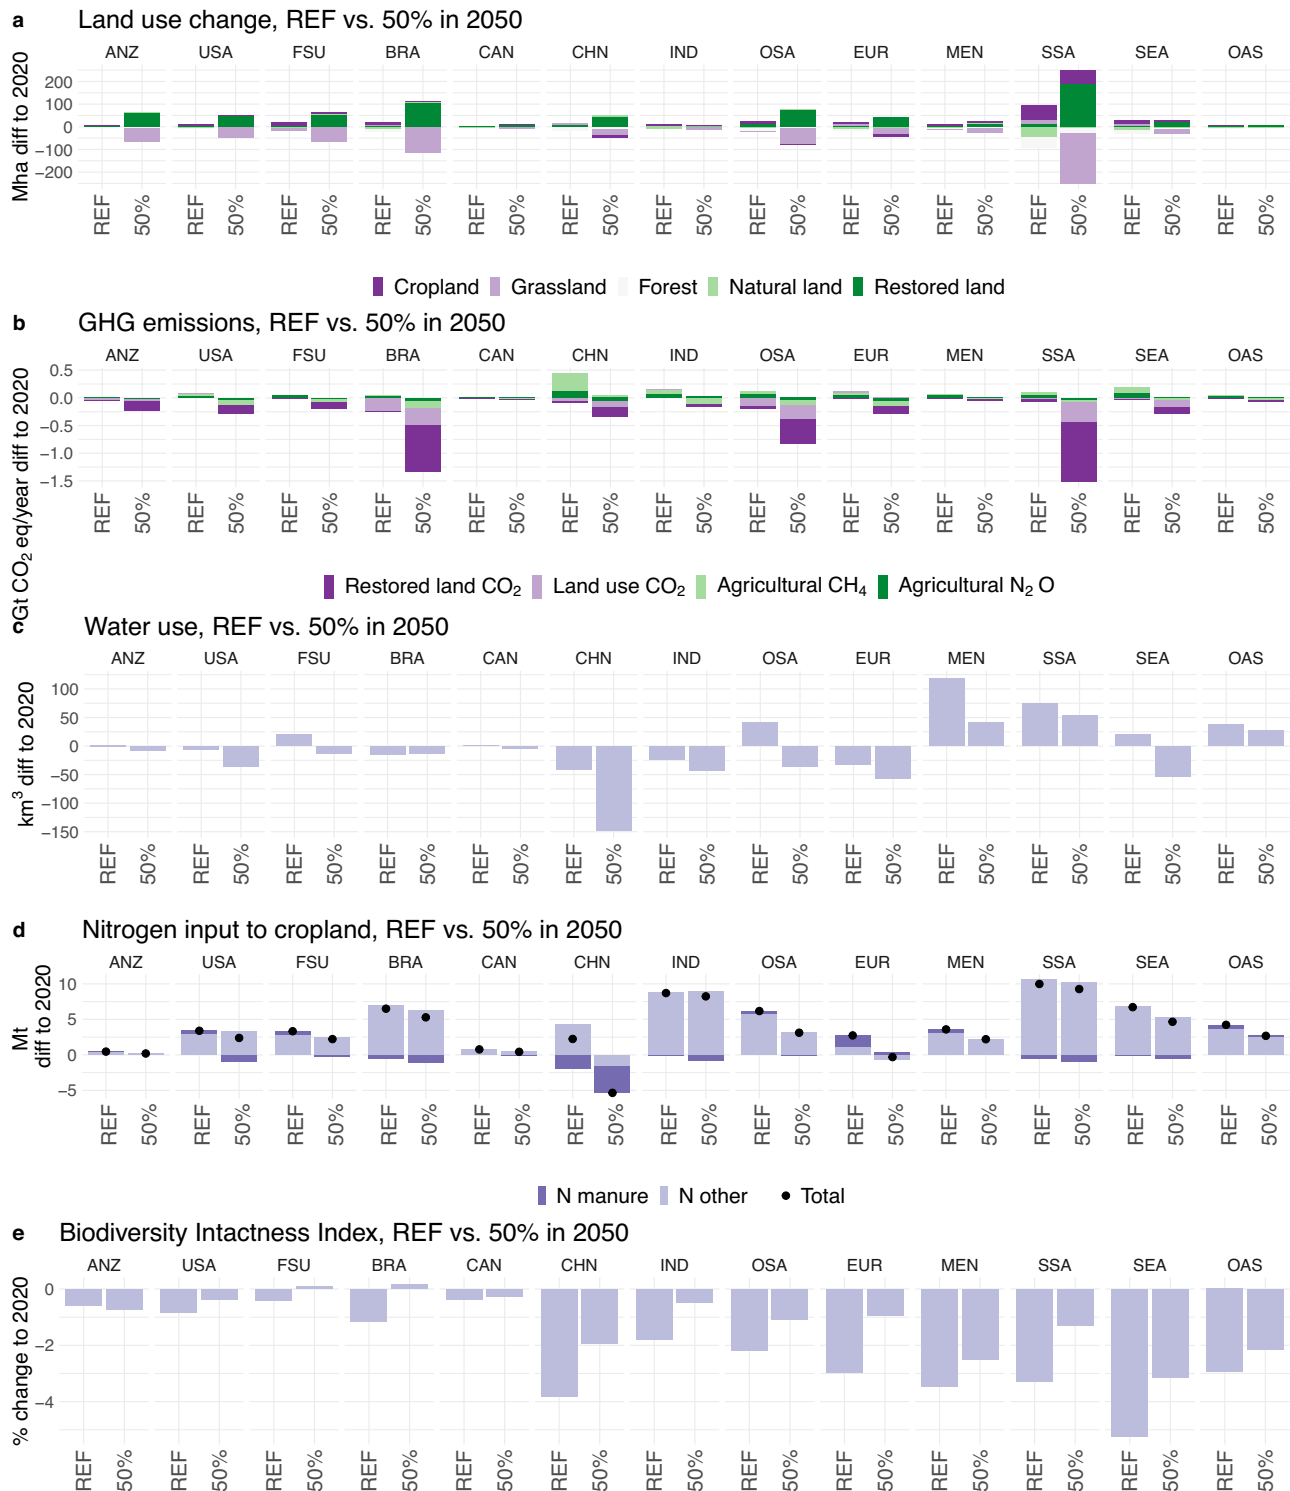 a Land use change, REF vs. 50% in 2050
ANZ USA FSU BRA CAN CHN IND OSA EUR MEN SSA SEA OAS
Mha diff to 2020
200
100
0
−100
−200
REF 50% REF 50% REF 50% REF 50% REF 50% REF 50% REF 50% REF 50% REF 50% REF 50% REF 50% REF 50% REF 50%
Cropland Grassland Forest Natural land Restored land
b GHG emissions, REF vs. 50% in 2050
ANZ USA FSU BRA CAN CHN IND OSA EUR MEN SSA SEA OAS
Gt CO₂ eq/year diff to 2020
0.5
0.0
−0.5
−1.0
−1.5
REF 50% REF 50% REF 50% REF 50% REF 50% REF 50% REF 50% REF 50% REF 50% REF 50% REF 50% REF 50% REF 50%
Restored land CO₂ Land use CO₂ Agricultural CH₄ Agricultural N₂ O
c Water use, REF vs. 50% in 2050
ANZ USA FSU BRA CAN CHN IND OSA EUR MEN SSA SEA OAS
km³ diff to 2020
100
50
0
−50
−100
−150
REF 50% REF 50% REF 50% REF 50% REF 50% REF 50% REF 50% REF 50% REF 50% REF 50% REF 50% REF 50% REF 50%
d Nitrogen input to cropland, REF vs. 50% in 2050
ANZ USA FSU BRA CAN CHN IND OSA EUR MEN SSA SEA OAS
Mt
diff to 2020
10
5
0
−5
REF 50% REF 50% REF 50% REF 50% REF 50% REF 50% REF 50% REF 50% REF 50% REF 50% REF 50% REF 50% REF 50%
N manure N other Total
e Biodiversity Intactness Index, REF vs. 50% in 2050
ANZ USA FSU BRA CAN CHN IND OSA EUR MEN SSA SEA OAS
% change to 2020
0
−2
−4
REF 50% REF 50% REF 50% REF 50% REF 50% REF 50% REF 50% REF 50% REF 50% REF 50% REF 50% REF 50% REF 50%